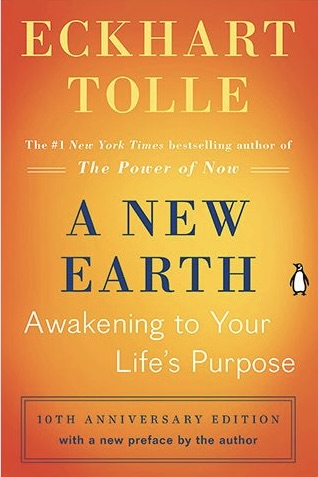 ECKHART
TOLLE
The #1 New York Times bestselling author of
The Power of Now
A NEW
EARTH
Awakening to Your
Life's Purpose
10TH ANNIVERSARY EDITION
with a new preface by the author